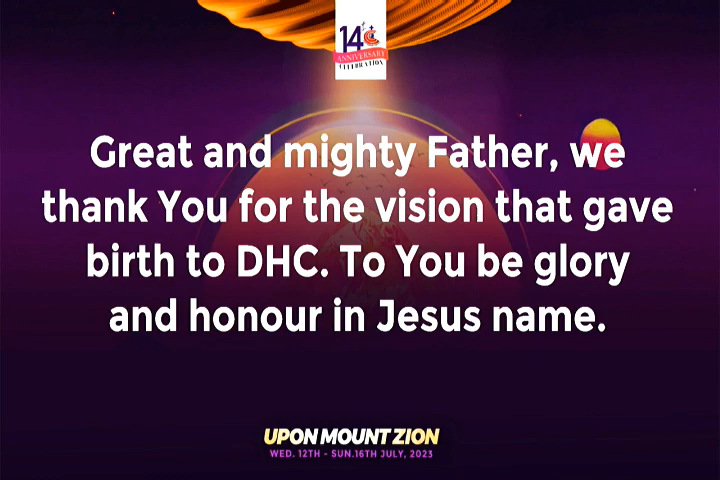 14
ANNIVERSARY
CELEBRATION
Great and mighty Father, we
thank You for the vision that gave
birth to DHC. To You be glory
and honour in Jesus name.
UPON MOUNT ZION
WED. 12TH - SUN.16TH JULY, 2023